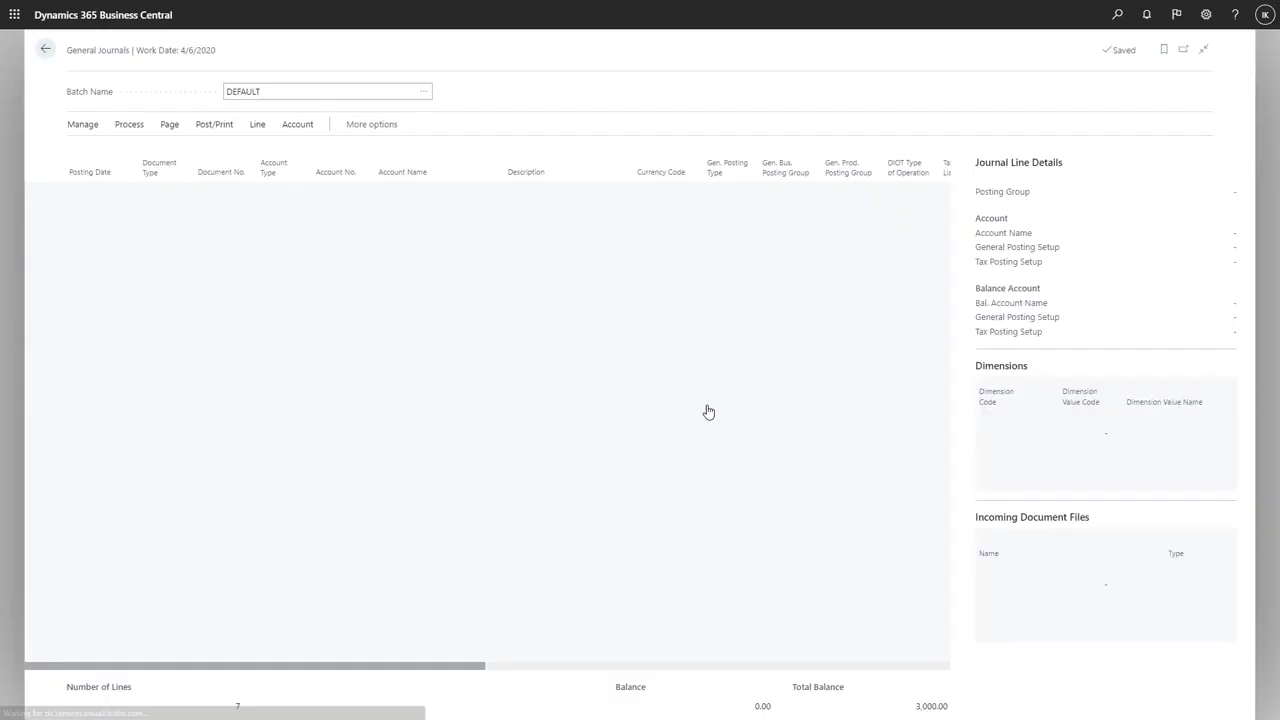 Dynamics 365 Business Central
IK
General Journals | Work Date: 4/6/2020
Saved
Batch Name
DEFAULT
Manage Process Page Post/Print Line Account More options
Posting Date
Document Type
Document No.
Account Type
Account No.
Account Name
Description
Currency Code
Gen. Posting Type
Gen. Bus. Posting Group
Gen. Prod. Posting Group
DIOT Type of Operation
Journal Line Details
Posting Group -
Account
Account Name -
General Posting Setup -
Tax Posting Setup -
Balance Account
Bal. Account Name -
General Posting Setup -
Tax Posting Setup -
Dimensions
Dimension Code
Dimension Value Code
Dimension Value Name
-
Incoming Document Files
Name Type
-
Number of Lines Balance Total Balance
7 0.00 3,000.00